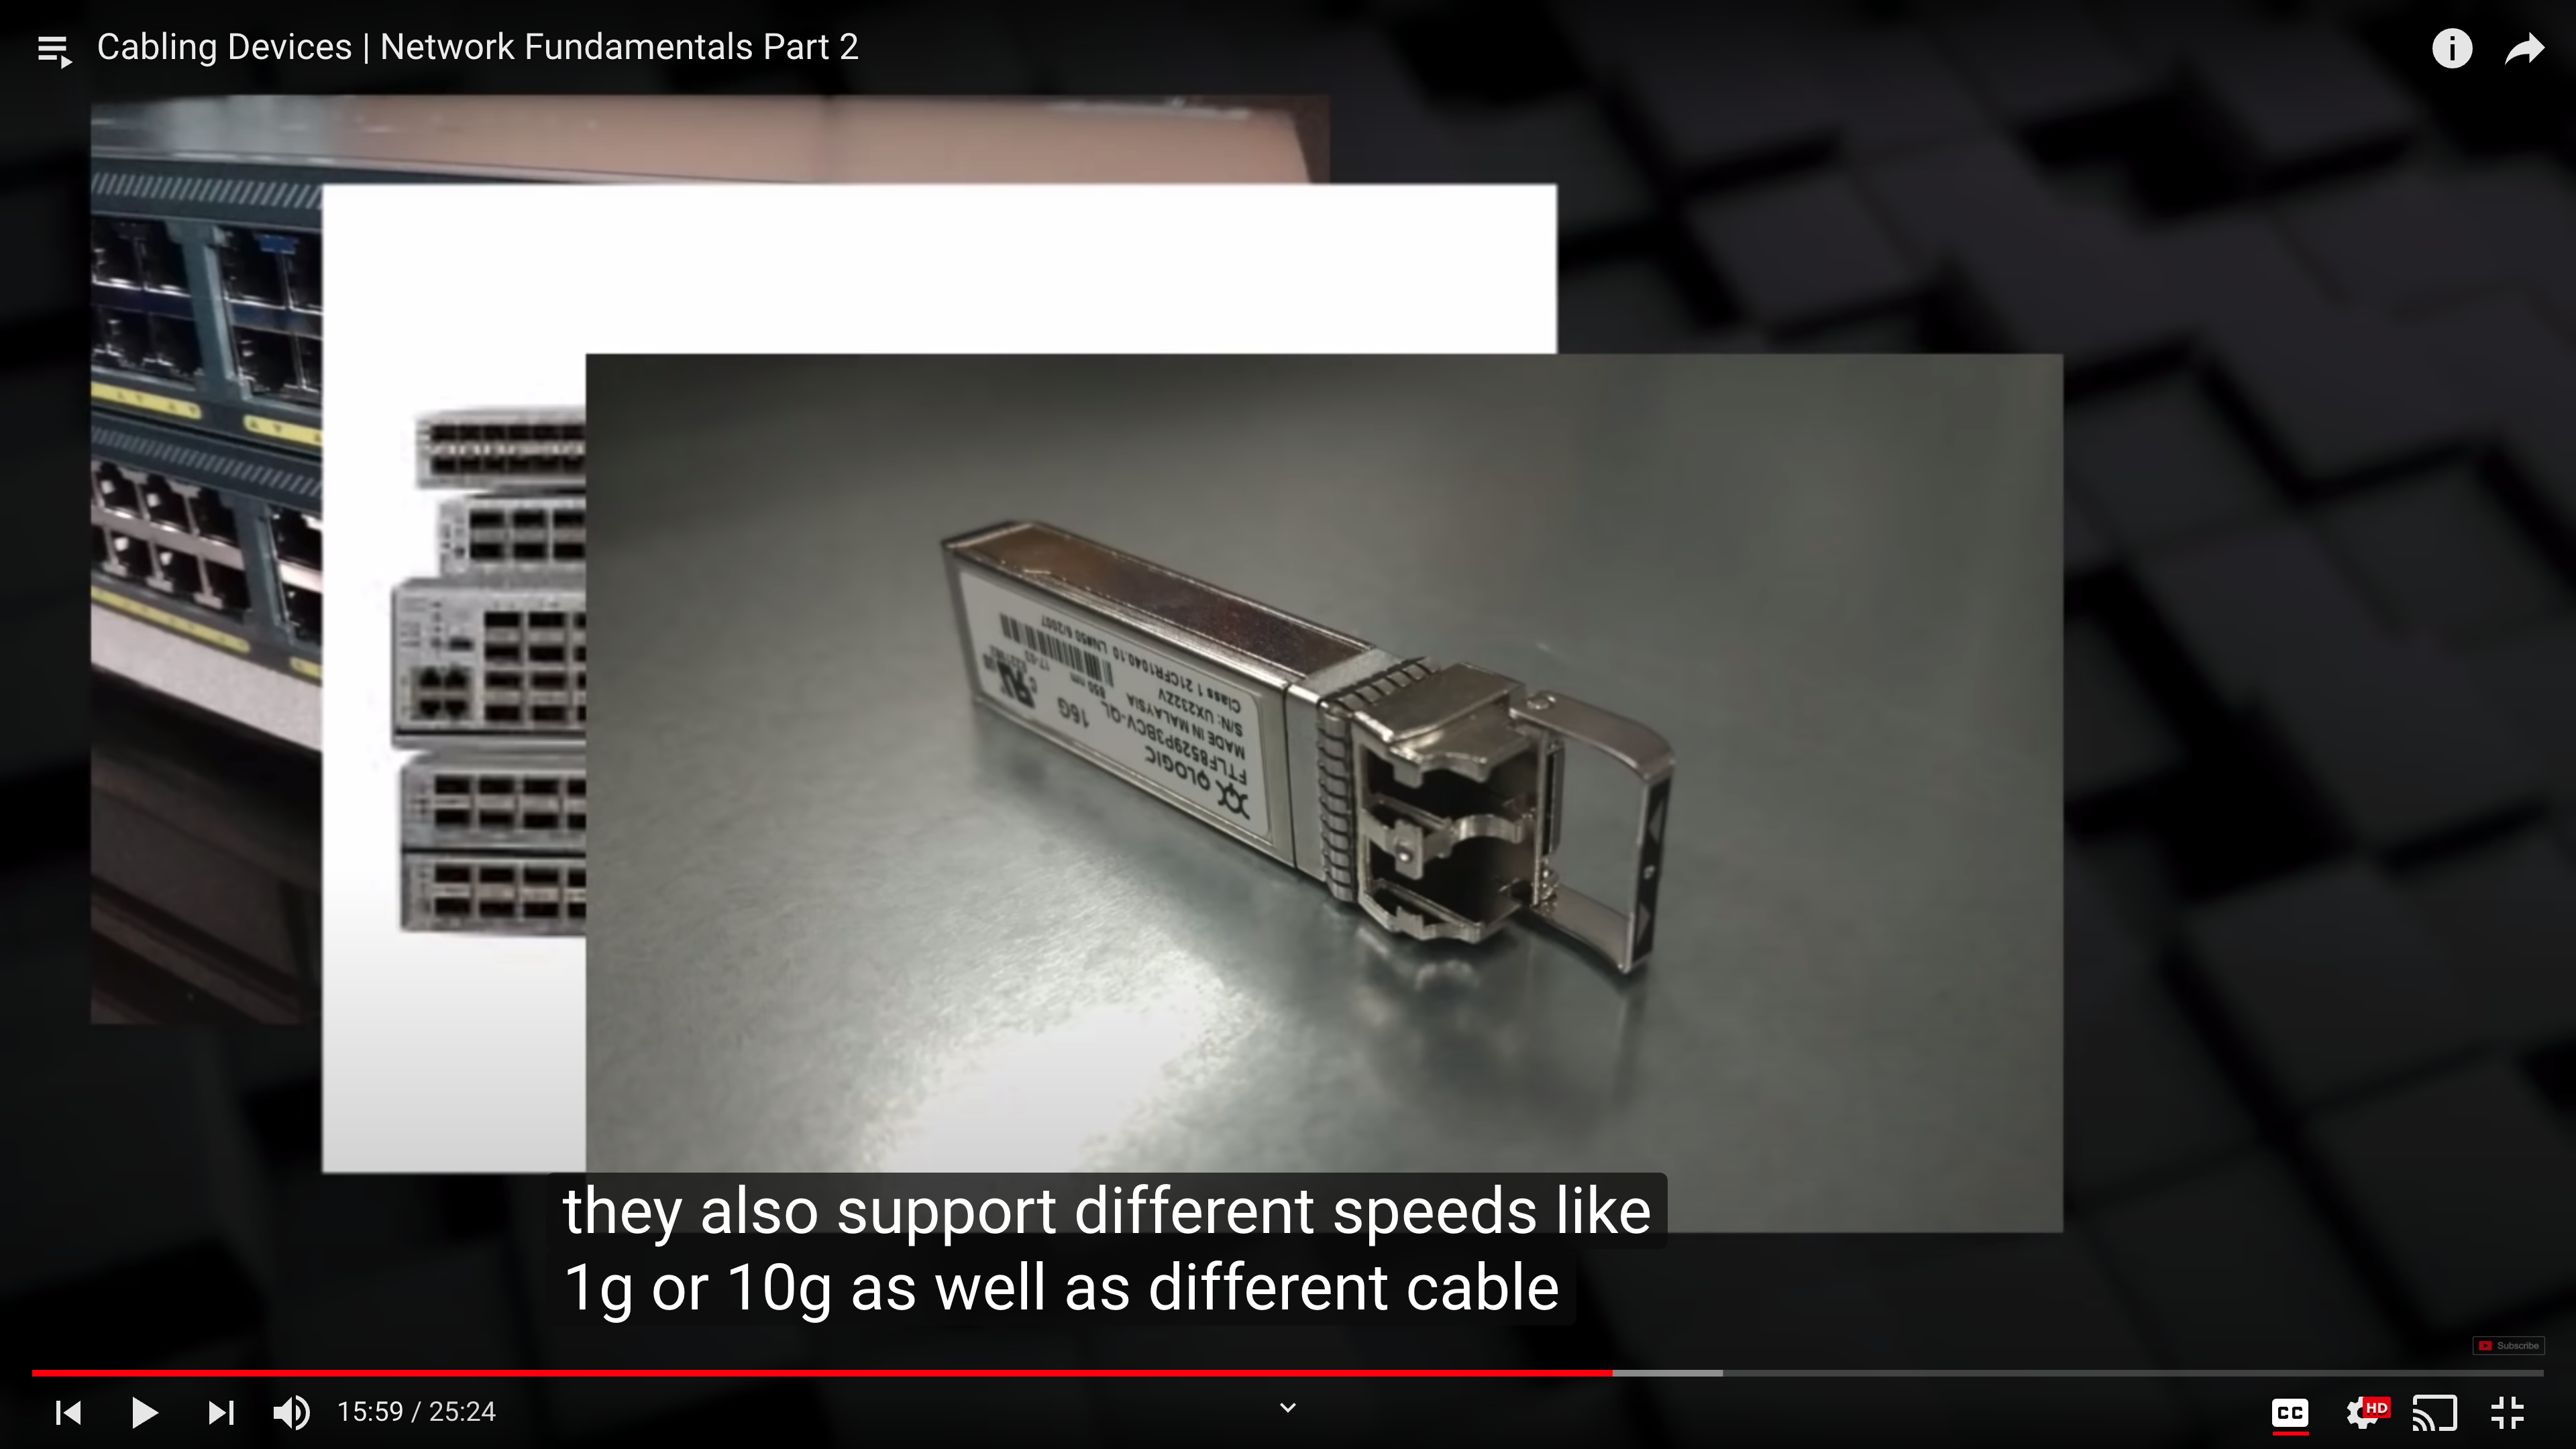 Cabling Devices | Network Fundamentals Part 2
QLOGIC
FTLF8529P3BCV-QL 16G
MADE IN MALAYSIA 850 nm
S/N: UX232ZV
Class 1 21CFR1040.10 LN#50 6/2007
they also support different speeds like
1g or 10g as well as different cable
Subscribe
15:59 / 25:24
CC
HD